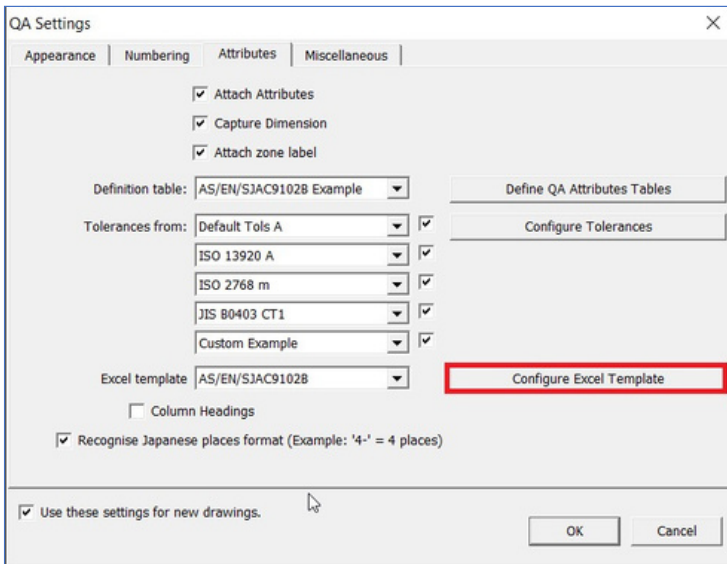 QA Settings
Appearance Numbering Attributes Miscellaneous
Attach Attributes
Capture Dimension
Attach zone label
Definition table: AS/EN/SJAC9102B Example Define QA Attributes Tables
Tolerances from: Default Tols A Configure Tolerances
ISO 13920 A
ISO 2768 m
JIS B0403 CT1
Custom Example
Excel template AS/EN/SJAC9102B Configure Excel Template
Column Headings
Recognise Japanese places format (Example: '4-' = 4 places)
Use these settings for new drawings.
OK Cancel